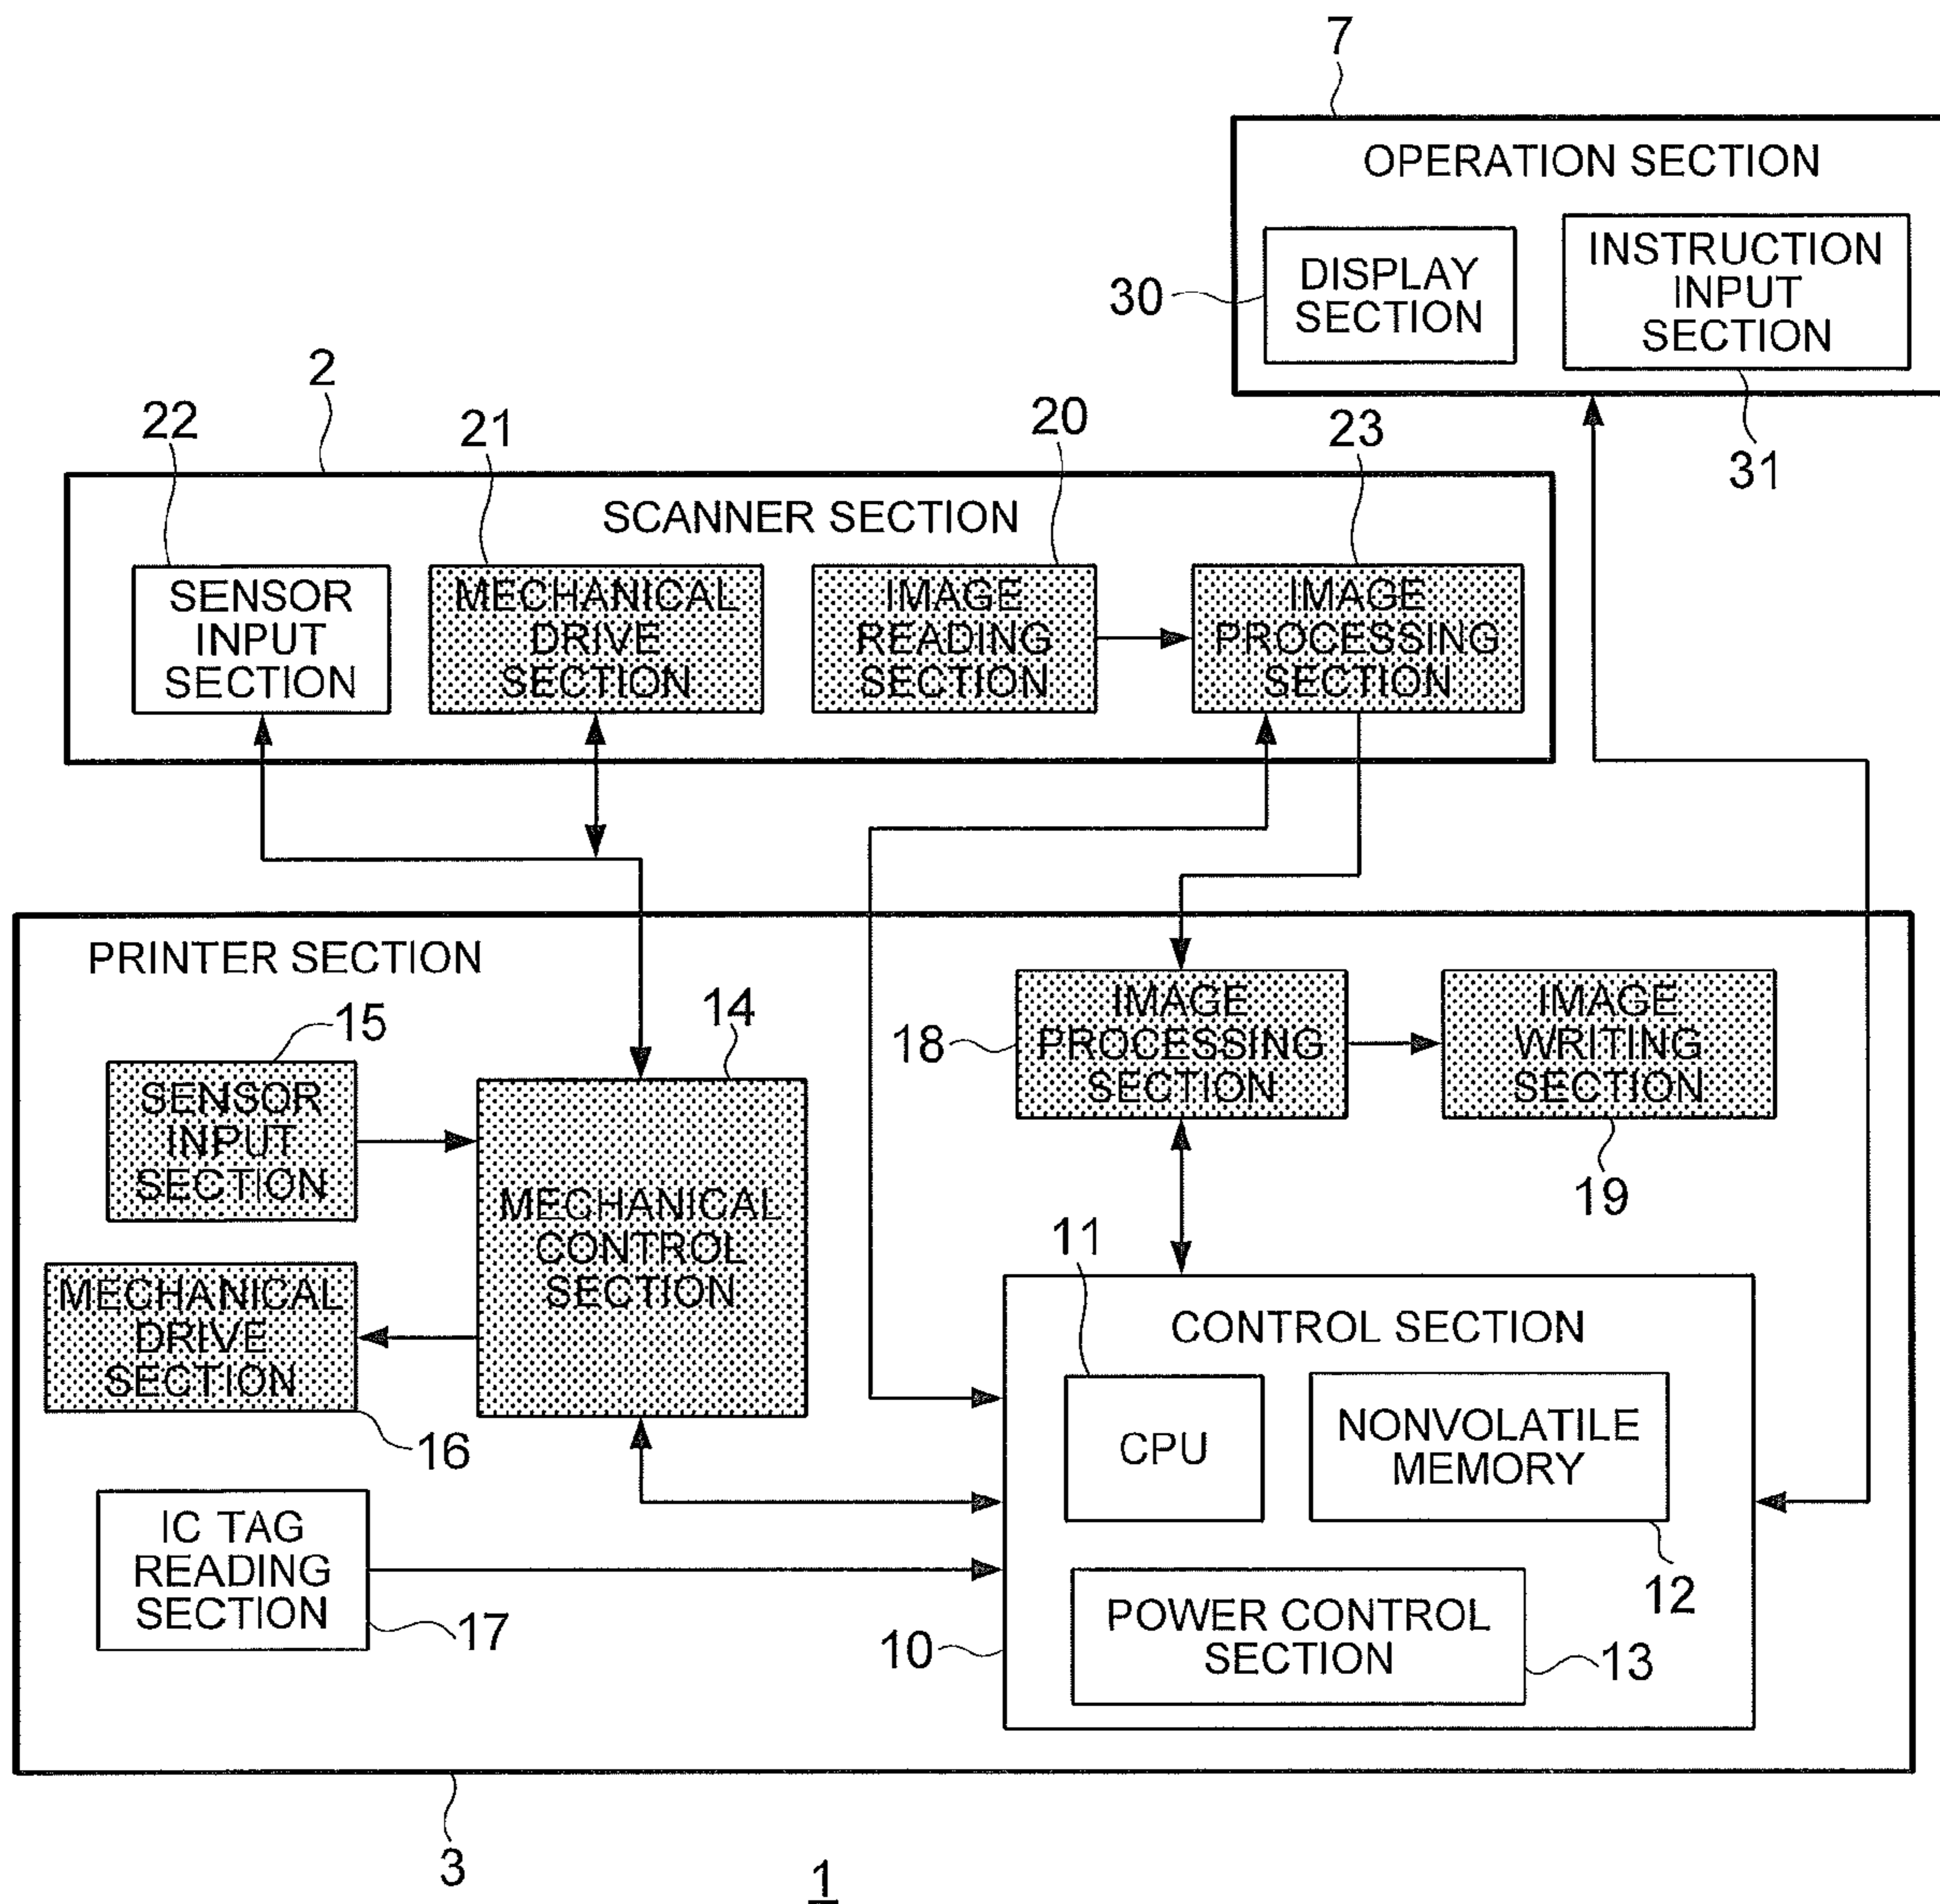 7
OPERATION SECTION
DISPLAY
SECTION
30
INSTRUCTION
INPUT
SECTION
31
2
22
21
20
23
SCANNER SECTION
SENSOR
INPUT
SECTION
MECHANICAL
DRIVE
SECTION
IMAGE
READING
SECTION
IMAGE
PROCESSING
SECTION
PRINTER SECTION
15
SENSOR
INPUT
SECTION
14
MECHANICAL
CONTROL
SECTION
MECHANICAL
DRIVE
SECTION
16
IC TAG
READING
SECTION
17
18
IMAGE
PROCESSING
SECTION
IMAGE
WRITING
SECTION
19
11
CONTROL SECTION
CPU
NONVOLATILE
MEMORY
12
POWER CONTROL
SECTION
13
10
3
1